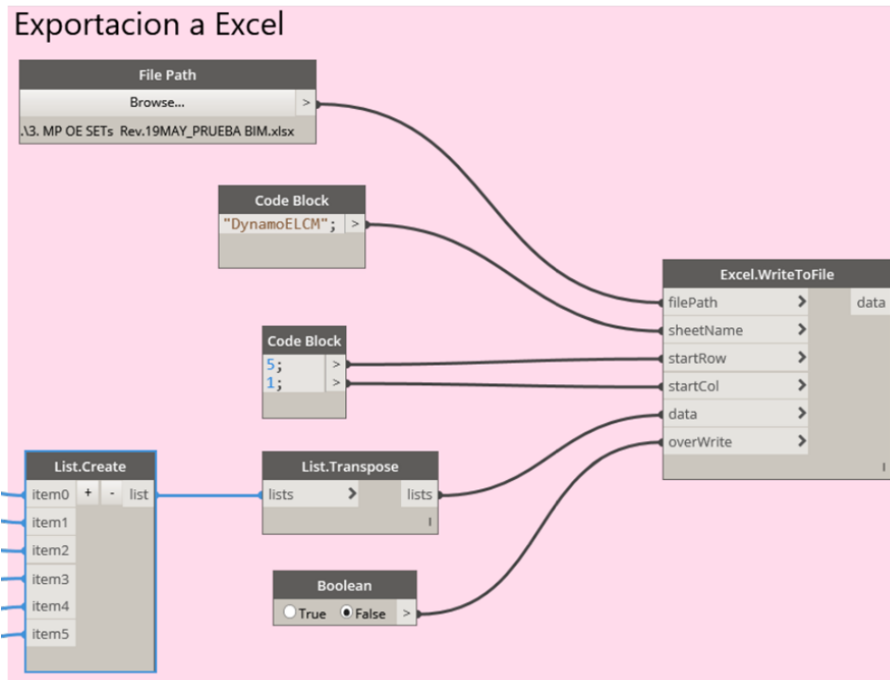 Exportacion a Excel
File Path
Browse... >
.\3. MP OE SETs Rev.19MAY_PRUEBA BIM.xlsx
Code Block
"DynamoELCM"; >
Code Block
5; >
1; >
Excel.WriteToFile
filePath > data
sheetName >
startRow >
startCol >
data >
overWrite >
List.Create
item0 + - list
item1
item2
item3
item4
item5
List.Transpose
lists > lists
Boolean
True False >